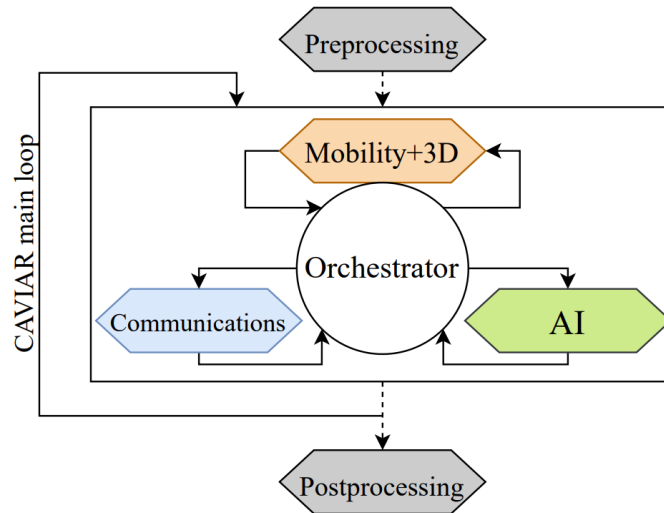 Preprocessing
CAVIAR main loop
Mobility+3D
Orchestrator
Communications
AI
Postprocessing